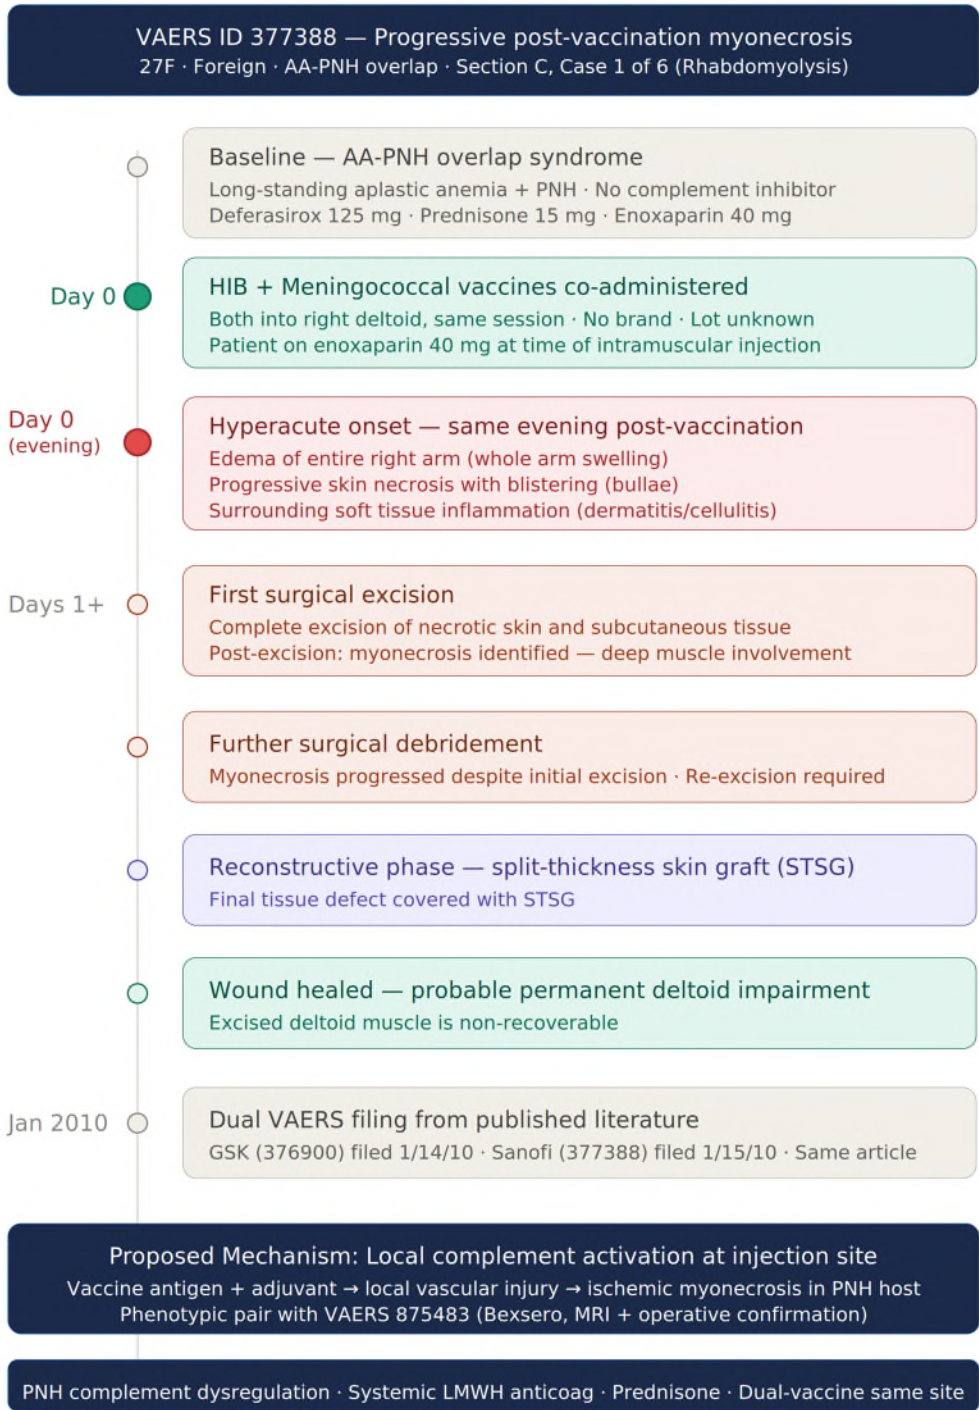 VAERS ID 377388 — Progressive post-vaccination myonecrosis
27F · Foreign · AA-PNH overlap · Section C, Case 1 of 6 (Rhabdomyolysis)
Baseline — AA-PNH overlap syndrome
Long-standing aplastic anemia + PNH · No complement inhibitor
Deferasirox 125 mg · Prednisone 15 mg · Enoxaparin 40 mg
Day 0
HIB + Meningococcal vaccines co-administered
Both into right deltoid, same session · No brand · Lot unknown
Patient on enoxaparin 40 mg at time of intramuscular injection
Day 0
(evening)
Hyperacute onset — same evening post-vaccination
Edema of entire right arm (whole arm swelling)
Progressive skin necrosis with blistering (bullae)
Surrounding soft tissue inflammation (dermatitis/cellulitis)
Days 1+
First surgical excision
Complete excision of necrotic skin and subcutaneous tissue
Post-excision: myonecrosis identified — deep muscle involvement
Further surgical debridement
Myonecrosis progressed despite initial excision · Re-excision required
Reconstructive phase — split-thickness skin graft (STSG)
Final tissue defect covered with STSG
Wound healed — probable permanent deltoid impairment
Excised deltoid muscle is non-recoverable
Jan 2010
Dual VAERS filing from published literature
GSK (376900) filed 1/14/10 · Sanofi (377388) filed 1/15/10 · Same article
Proposed Mechanism: Local complement activation at injection site
Vaccine antigen + adjuvant → local vascular injury → ischemic myonecrosis in PNH host
Phenotypic pair with VAERS 875483 (Bexsero, MRI + operative confirmation)
PNH complement dysregulation · Systemic LMWH anticoag · Prednisone · Dual-vaccine same site